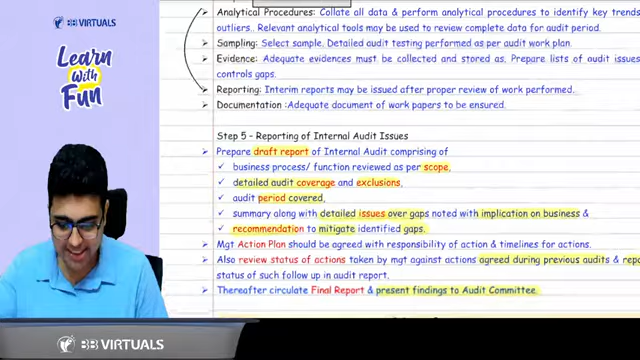 BB VIRTUALS
Learn
With
Fun
Analytical Procedures: Collate all data & perform analytical procedures to identify key trends
outliers. Relevant analytical tools may be used to review complete data for audit period.
Sampling: Select sample. Detailed audit testing performed as per audit work plan.
Evidence: Adequate evidences must be collected and stored as, Prepare lists of audit issues
controls gaps.
Reporting: Interim reports may be issued after proper review of work performed.
Documentation :Adequate document of work papers to be ensured.
Step 5 - Reporting of Internal Audit Issues
Prepare draft report of Internal Audit comprising of
✓ business process/ function reviewed as per scope,
✓ detailed audit coverage and exclusions,
✓ audit period covered,
✓ summary along with detailed issues over gaps noted with implication on business &
✓ recommendation to mitigate identified gaps.
Mgt Action Plan should be agreed with responsibility of action & timelines for actions.
Also review status of actions taken by mgt against actions agreed during previous audits & repo
status of such follow up in audit report.
Thereafter circulate Final Report & present findings to Audit Committee.
BB VIRTUALS